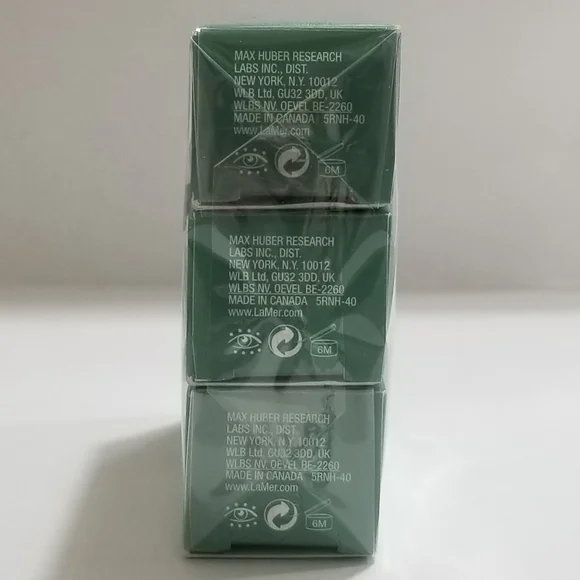 MAX HUBER RESEARCH
LABS INC., DIST.
NEW YORK, N.Y. 10012
WLB Ltd, GU32 3DD, UK
WLBS NV. OEVEL BE-2260
MADE IN CANADA 5RNH-40
www.LaMer.com
6M
MAX HUBER RESEARCH
LABS INC., DIST.
NEW YORK, N.Y. 10012
WLB Ltd, GU32 3DD, UK
WLBS NV. OEVEL BE-2260
MADE IN CANADA 5RNH-40
www.LaMer.com
6M
MAX HUBER RESEARCH
LABS INC., DIST.
NEW YORK, N.Y. 10012
WLB Ltd, GU32 3DD, UK
WLBS NV. OEVEL BE-2260
MADE IN CANADA 5RNH-40
www.LaMer.com
6M